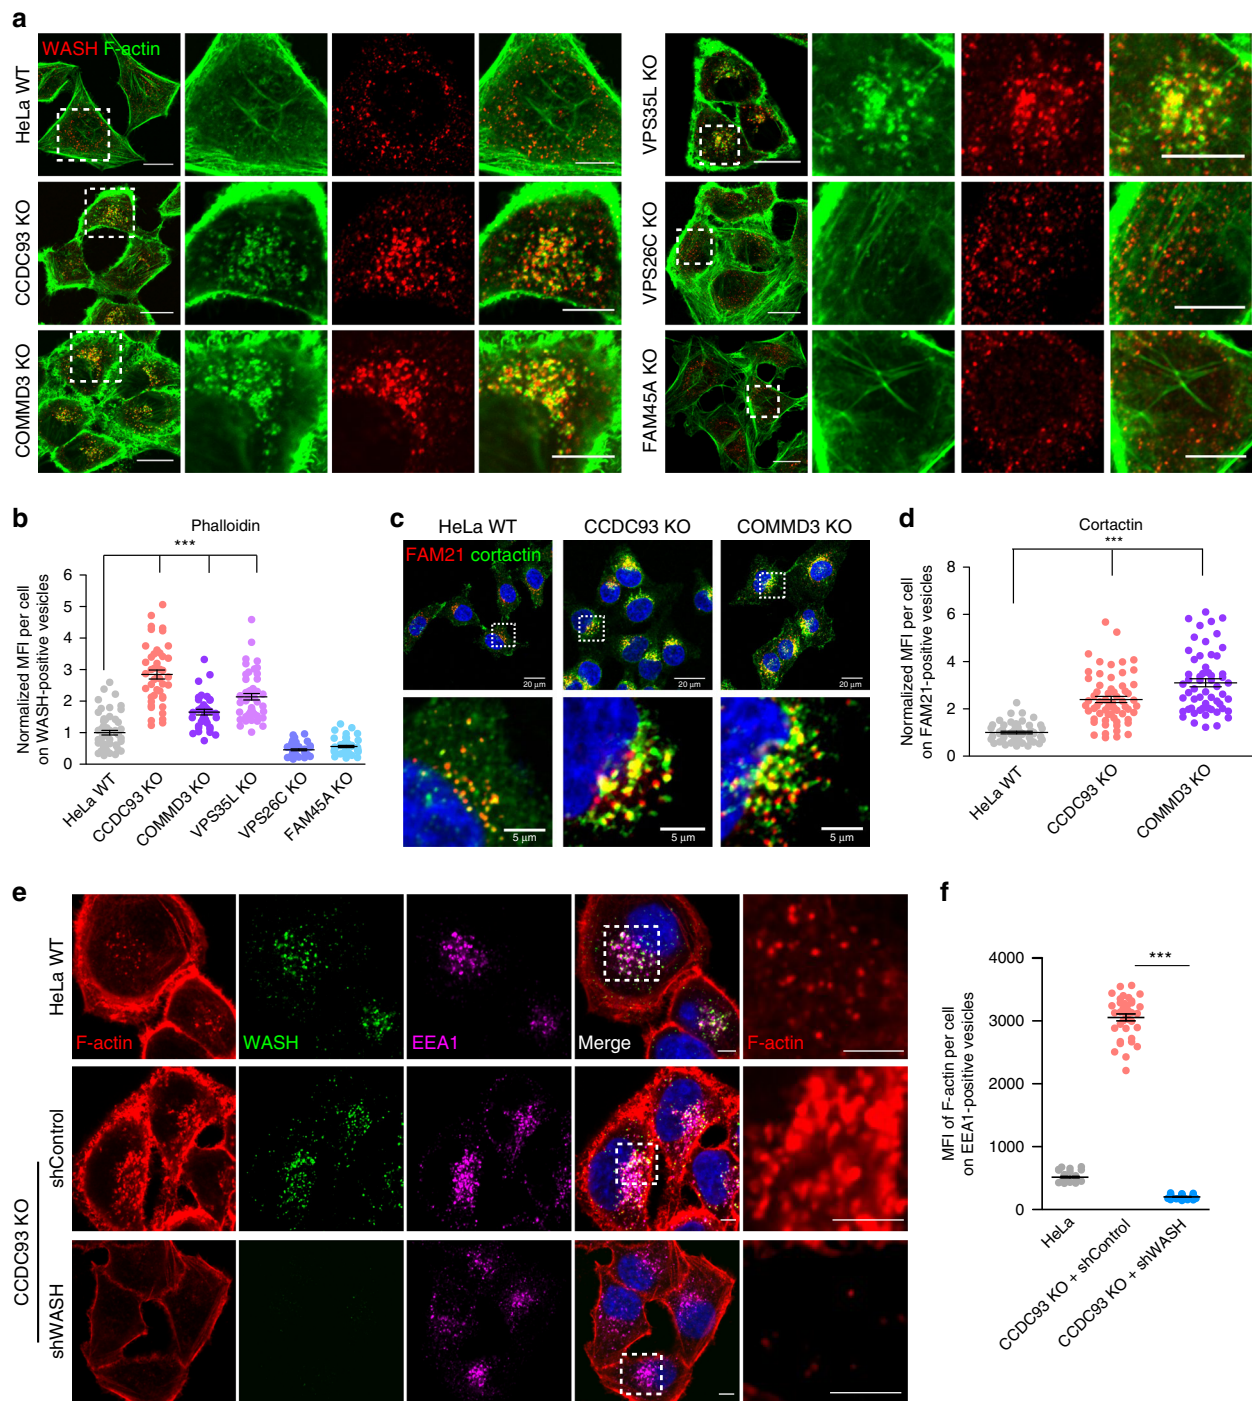 a
WASH F-actin
HeLa WT
CCDC93 KO
COMMD3 KO
VPS35L KO
VPS26C KO
FAM45A KO
b
Phalloidin
***
Normalized MFI per cell
on WASH-positive vesicles
6
5
4
3
2
1
0
HeLa WT
CCDC93 KO
COMMD3 KO
VPS35L KO
VPS26C KO
FAM45A KO
c
HeLa WT
CCDC93 KO
COMMD3 KO
FAM21 cortactin
20 μm
20 μm
20 μm
5 μm
5 μm
5 μm
d
Cortactin
***
Normalized MFI per cell
on FAM21-positive vesicles
8
6
4
2
0
HeLa WT
CCDC93 KO
COMMD3 KO
e
HeLa WT
F-actin
WASH
EEA1
Merge
F-actin
CCDC93 KO
shControl
shWASH
f
***
MFI of F-actin per cell
on EEA1-positive vesicles
4000
3000
2000
1000
0
HeLa
CCDC93 KO + shControl
CCDC93 KO + shWASH